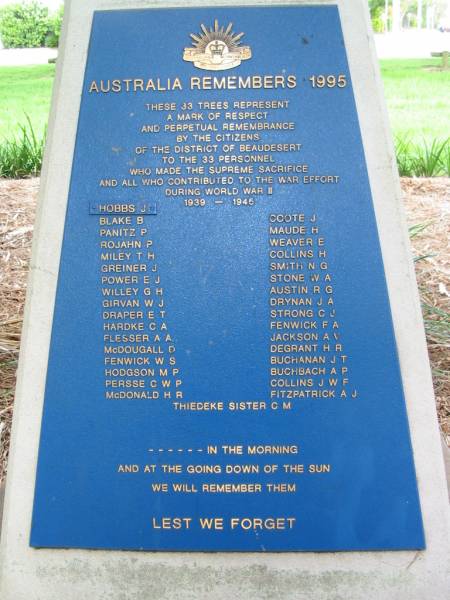 AUSTRALIA REMEMBERS 1995
THESE 33 TREES REPRESENT
A MARK OF RESPECT
AND PERPETUAL REMEMBRANCE
BY THE CITIZENS
OF THE DISTRICT OF BEAUDESERT
TO THE 33 PERSONNEL
WHO MADE THE SUPREME SACRIFICE
AND ALL WHO CONTRIBUTED TO THE WAR EFFORT
DURING WORLD WAR II
1939 - 1945
HOBBS J
BLAKE B
PANITZ P
ROJAHN P
MILEY T H
GREINER J
POWER E J
WILLEY G H
GIRVAN W J
DRAPER E T
HARDKE C A
FLESSER A A
McDOUGALL D
FENWICK W S
HODGSON M P
PERSSE C W P
McDONALD H R
COOTE J
MAUDE H
WEAVER E
COLLINS H
SMITH N G
STONE W A
AUSTIN R G
DRYNAN J A
STRONG C J
FENWICK F A
JACKSON A V
DEGRANT H R
BUCHANAN J T
BUCHBACH A P
COLLINS J W F
FITZPATRICK A J
THIEDEKE SISTER C M
- - - - - - IN THE MORNING
AND AT THE GOING DOWN OF THE SUN
WE WILL REMEMBER THEM
LEST WE FORGET